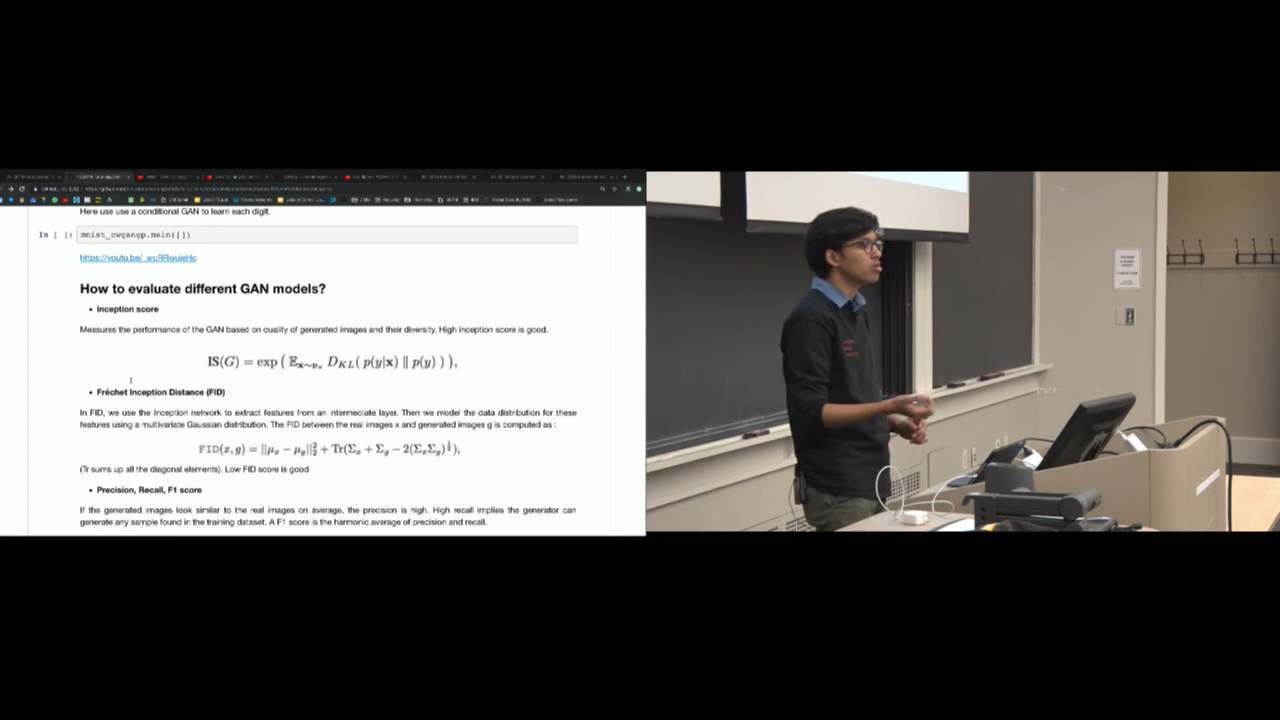 Here use use a conditional GAN to learn each digit.
In [ ]: mnist_cwgangp.main([])
How to evaluate different GAN models?
• Inception score
Measures the performance of the GAN based on quality of generated images and their diversity. High inception score is good.
IS(G) = exp ( 𝔼ₓ∼ₚ D_KL( p(y|x) ∥ p(y) ) ),
• Fréchet Inception Distance (FID)
In FID, we use the Inception network to extract features from an intermediate layer. Then we model the data distribution for these
features using a multivariate Gaussian distribution. The FID between the real images x and generated images g is computed as :
FID(x, g) = ||μₓ − μ_g||₂² + Tr(Σₓ + Σ_g − 2(ΣₓΣ_g)^½),
(Tr sums up all the diagonal elements). Low FID score is good
• Precision, Recall, F1 score
If the generated images look similar to the real images on average, the precision is high. High recall implies the generator can
generate any sample found in the training dataset. A F1 score is the harmonic average of precision and recall.